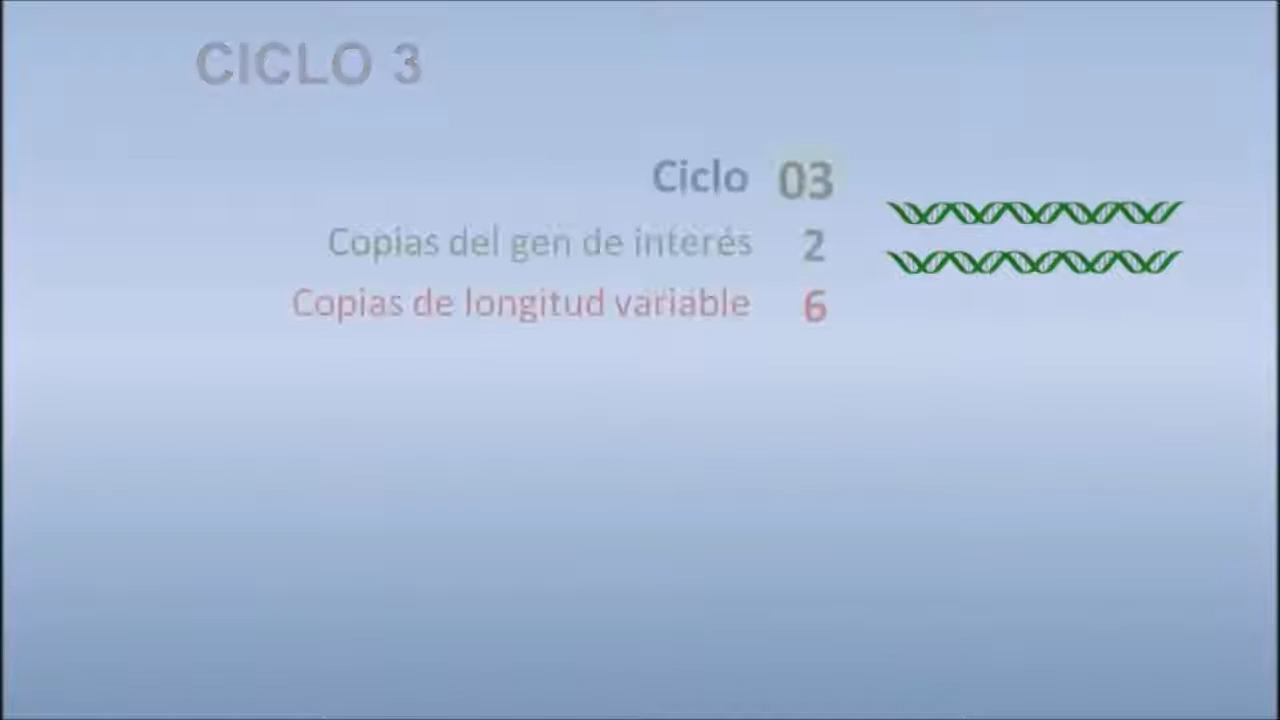 CICLO 3
Ciclo 03
Copias del gen de interés 2
Copias de longitud variable 6